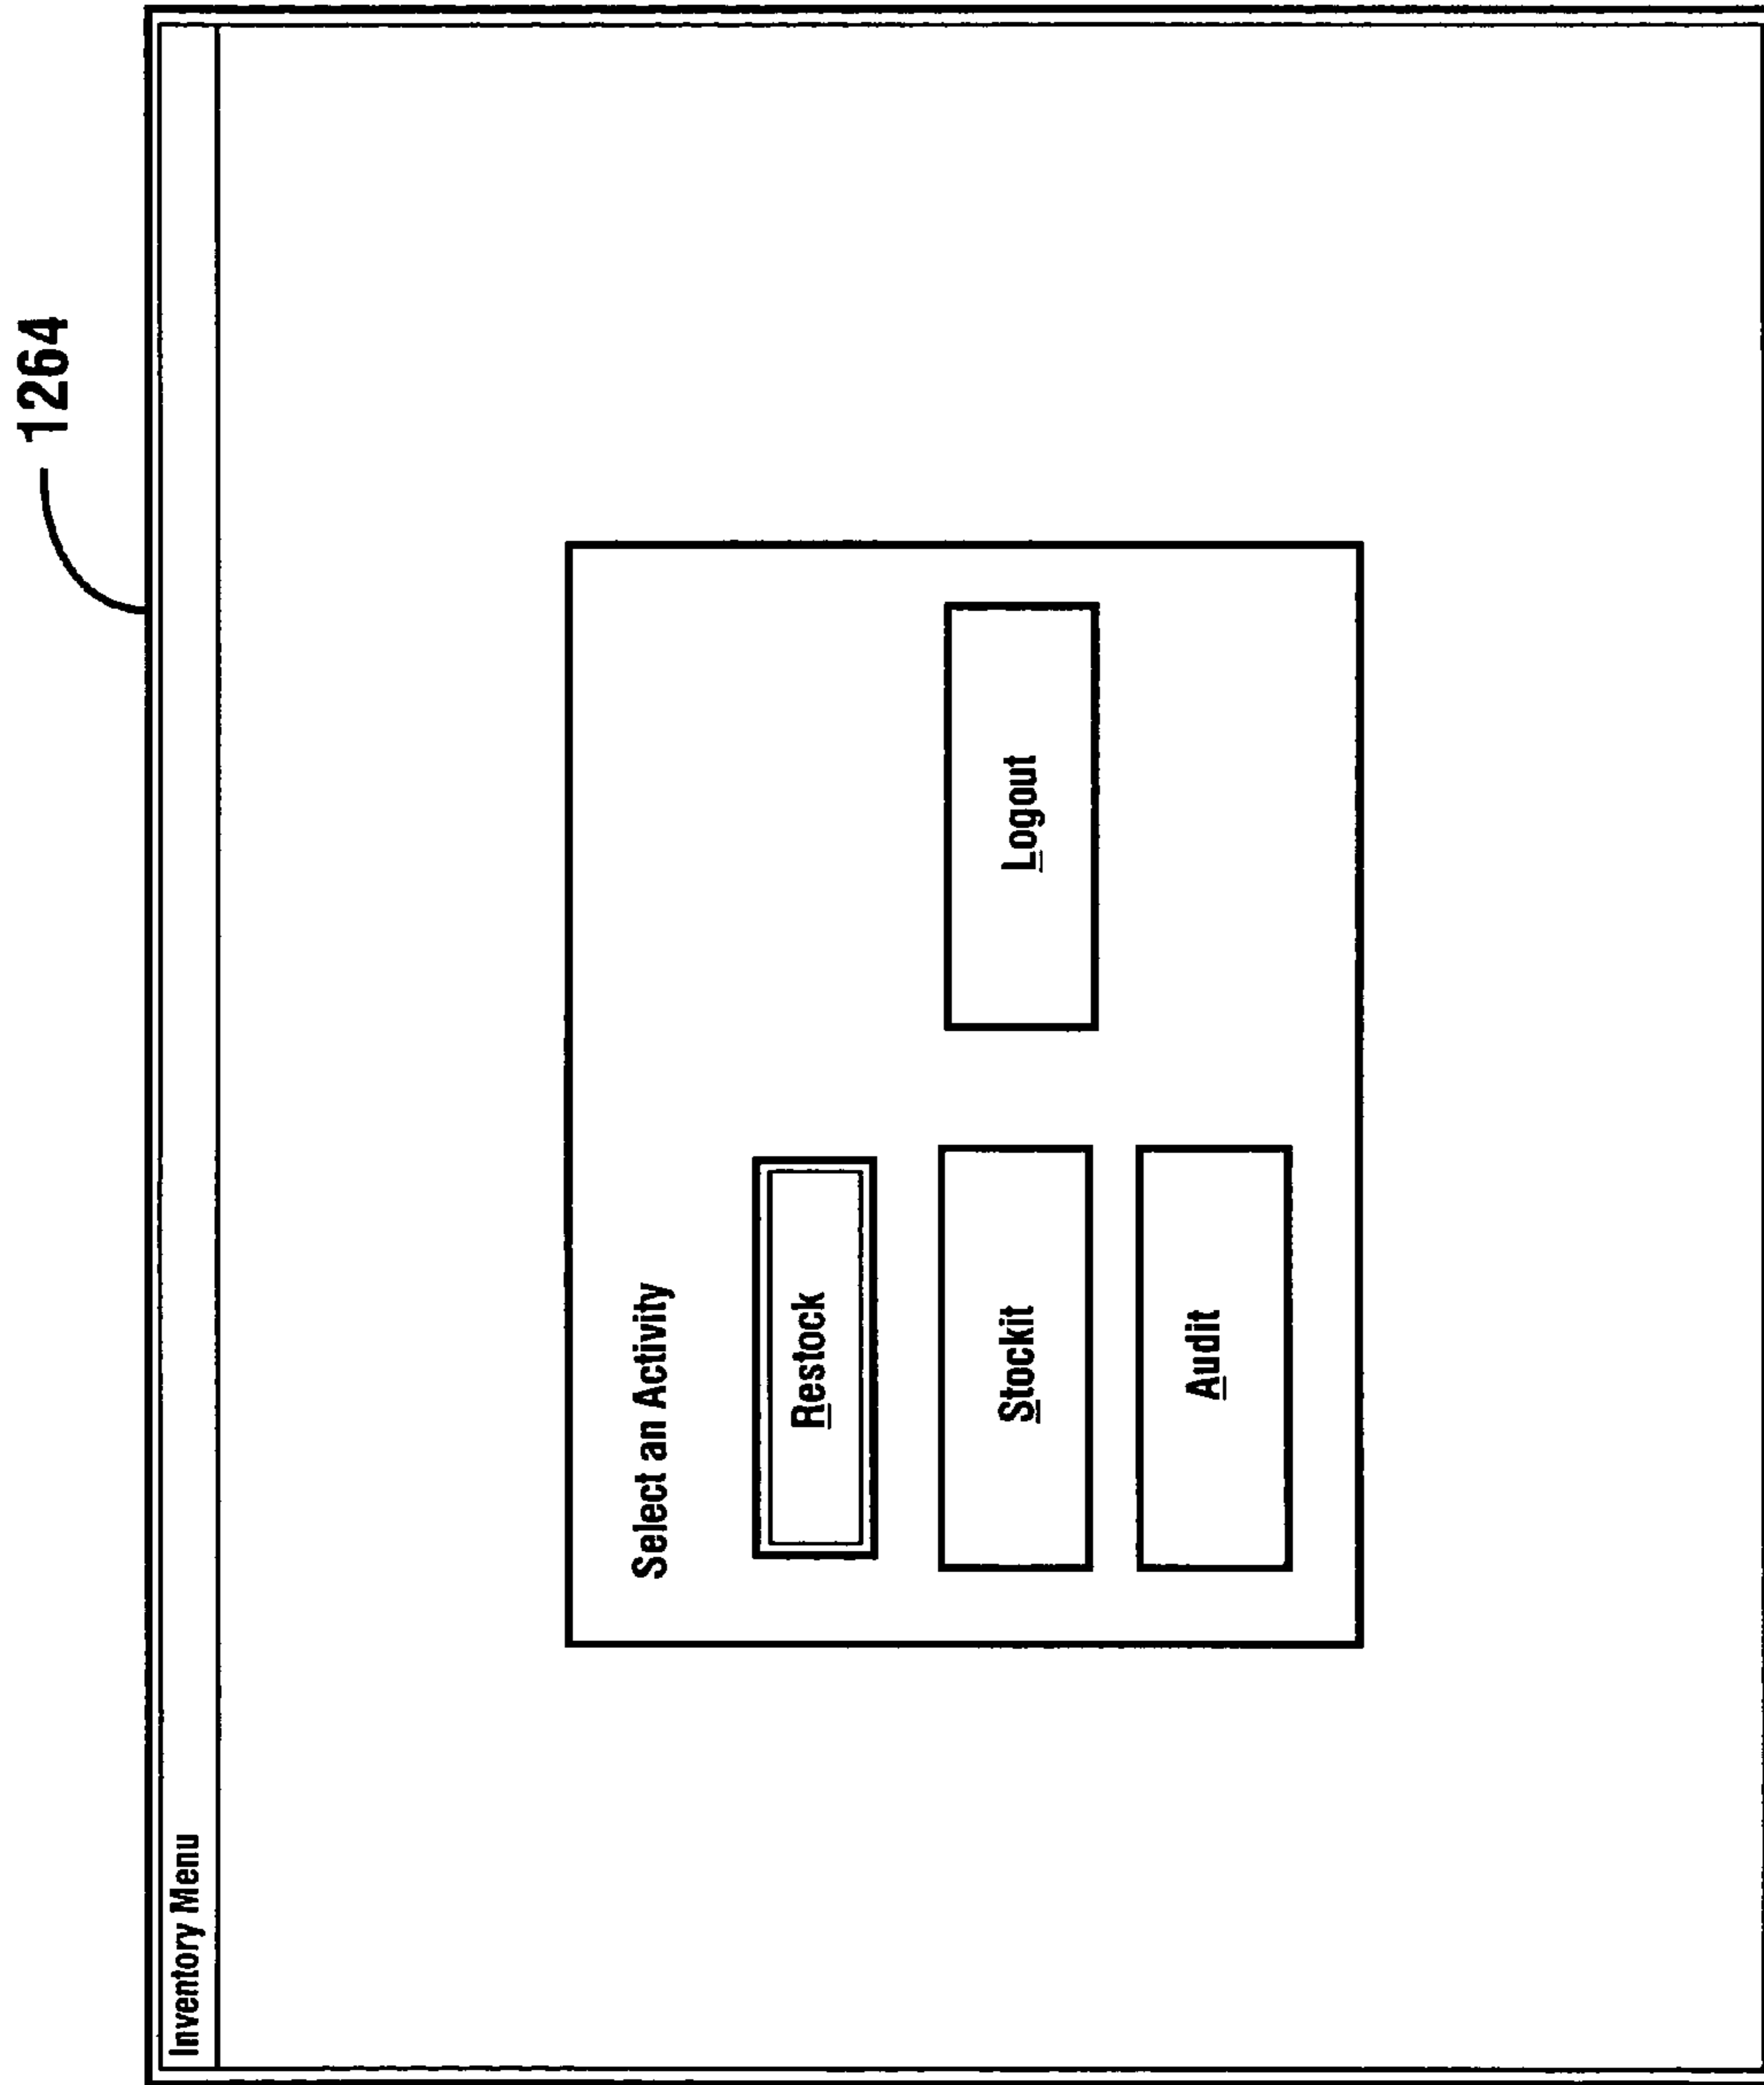 1264
Inventory Menu
Select an Activity
Restock
Stockit
Logout
Audit